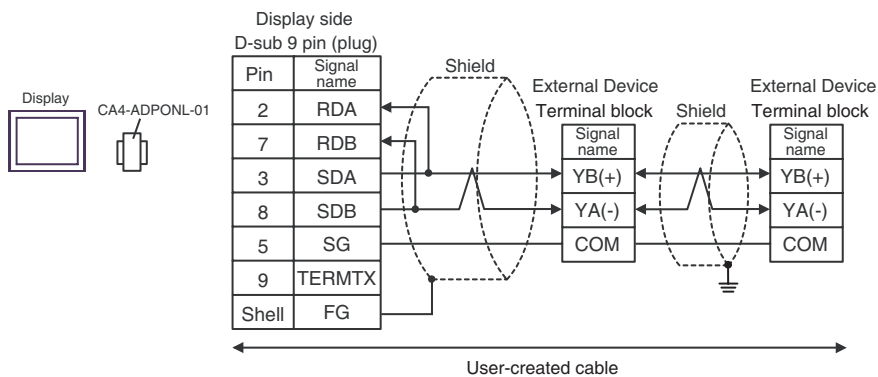 Display side
D-sub 9 pin (plug)
Display
CA4-ADPONL-01
Pin
Signal
name
2
RDA
7
RDB
3
SDA
8
SDB
5
SG
9
TERMTX
Shell
FG
Shield
External Device
Terminal block
Signal
name
YB(+)
YA(-)
COM
Shield
External Device
Terminal block
Signal
name
YB(+)
YA(-)
COM
User-created cable